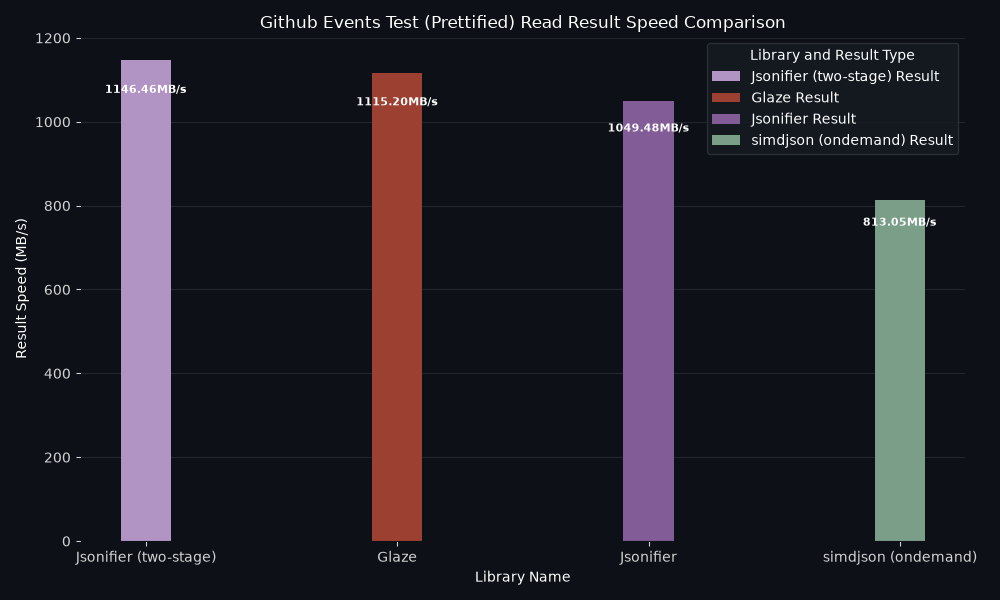 Github Events Test (Prettified) Read Result Speed Comparison
Library and Result Type
Jsonifier (two-stage) Result
Glaze Result
Jsonifier Result
simdjson (ondemand) Result
1200
1000
800
600
400
200
0
Result Speed (MB/s)
1146.46MB/s
1115.20MB/s
1049.48MB/s
813.05MB/s
Jsonifier (two-stage)
Glaze
Jsonifier
simdjson (ondemand)
Library Name